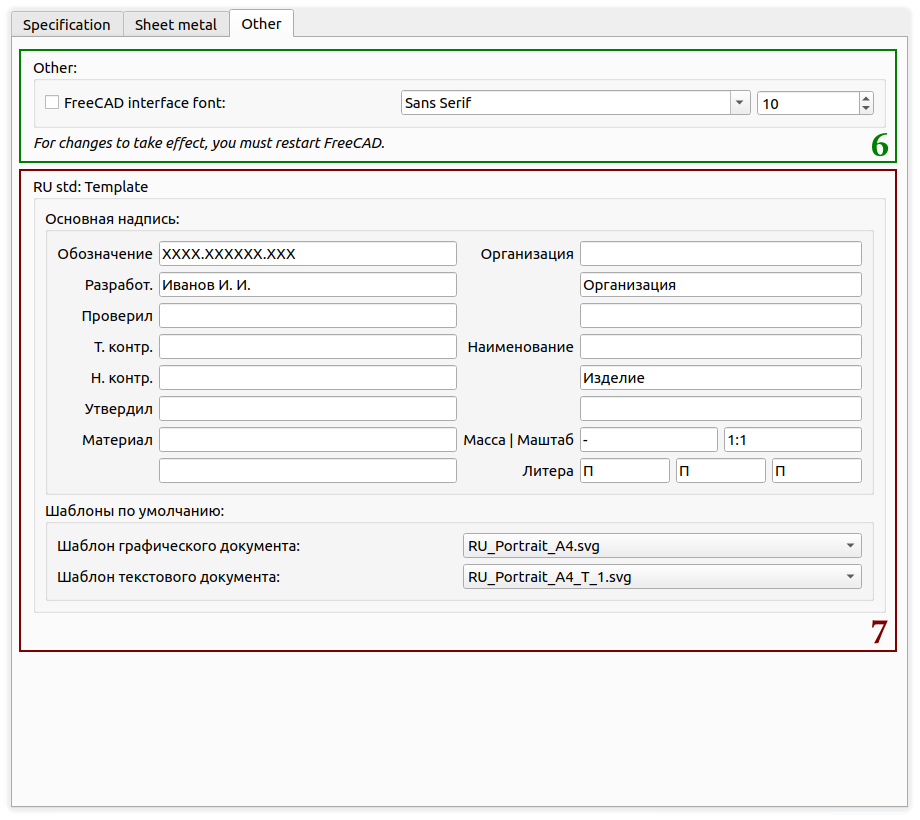 Specification Sheet metal Other
Other:
FreeCAD interface font: Sans Serif 10
For changes to take effect, you must restart FreeCAD.
6
RU std: Template
Основная надпись:
Обозначение XXXX.XXXXXX.XXX Организация
Разработ. Иванов И. И. Организация
Проверил
Т. контр. Наименование
Н. контр. Изделие
Утвердил
Материал Масса | Маштаб - 1:1
Литера П П П
Шаблоны по умолчанию:
Шаблон графического документа: RU_Portrait_A4.svg
Шаблон текстового документа: RU_Portrait_A4_T_1.svg
7